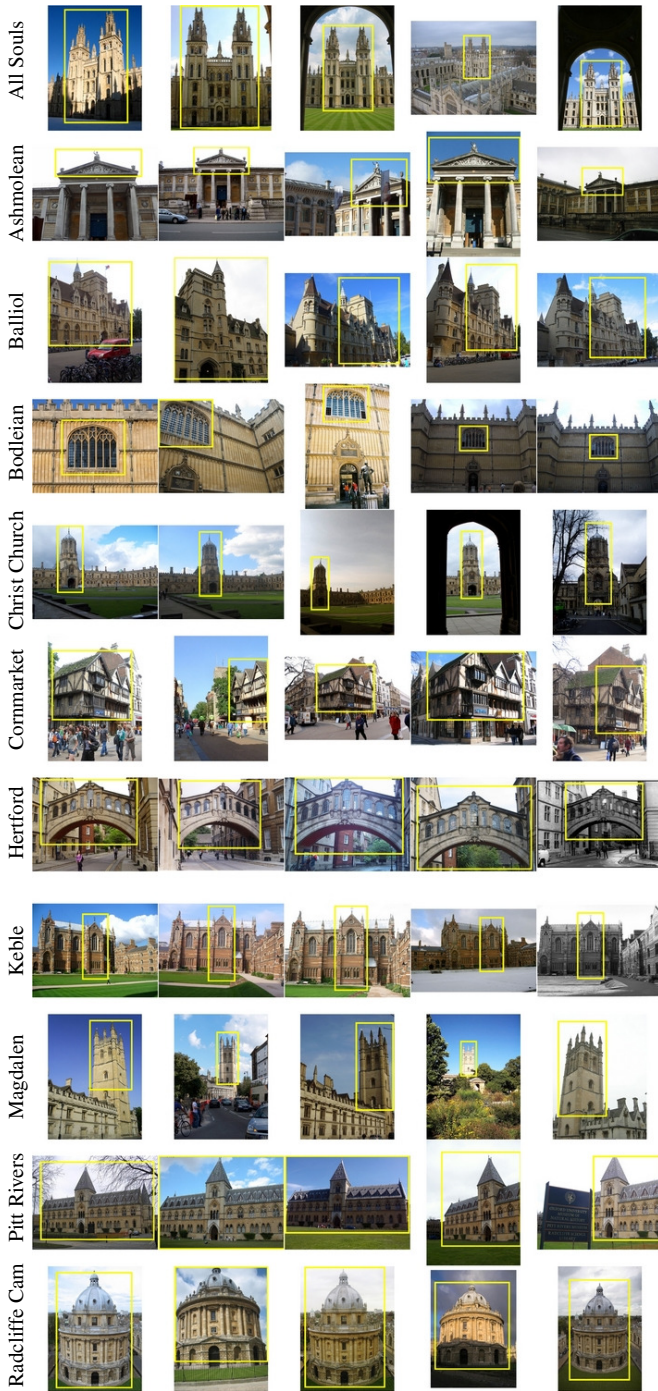 All Souls
Ashmolean
Balliol
Bodleian
Christ Church
Cornmarket
Hertford
Keble
Magdalen
Pitt Rivers
Radcliffe Cam